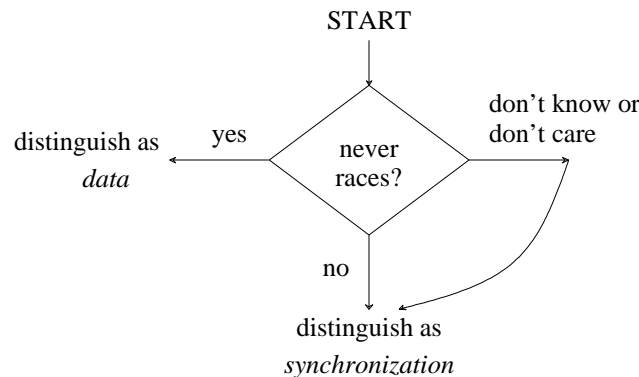 START
don't know or
don't care
yes
distinguish as
data
never
races?
no
distinguish as
synchronization